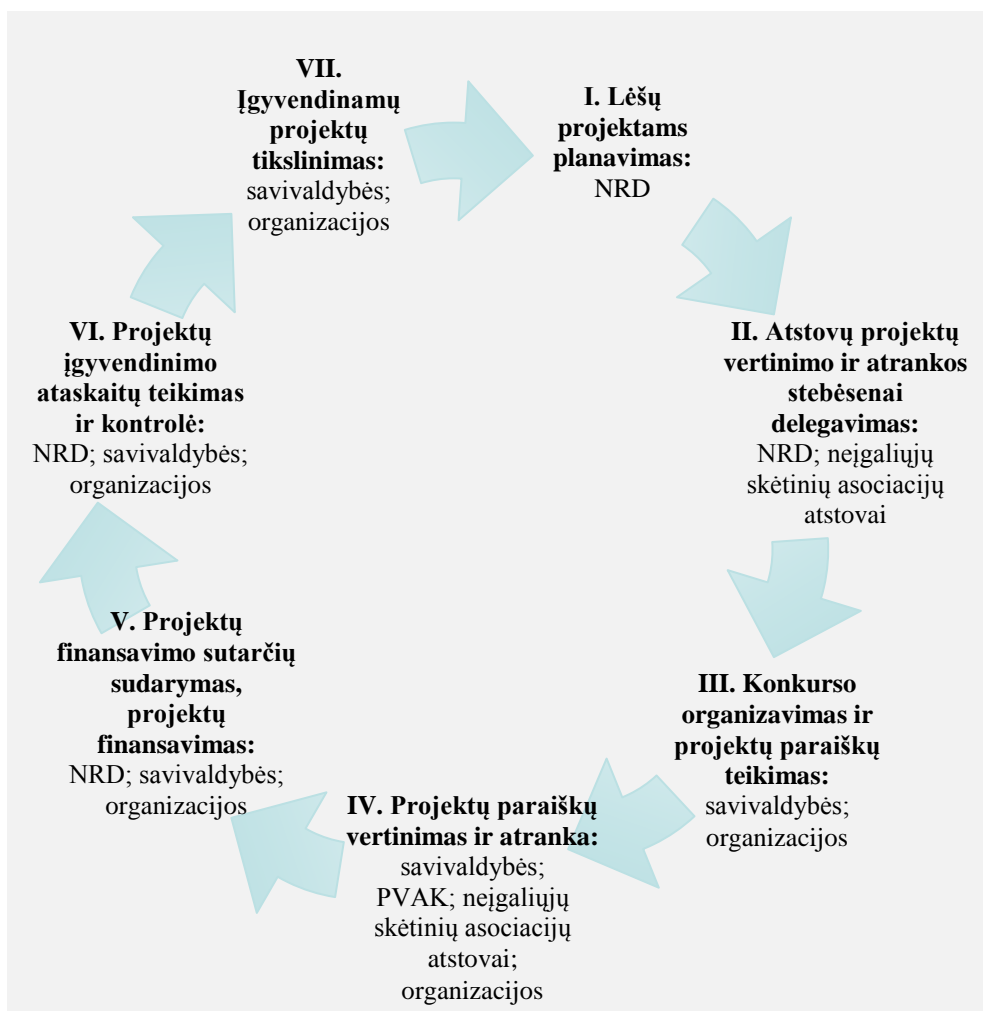 I. Lėšų
projektams
planavimas:
NRD
II. Atstovų projektų
vertinimo ir atrankos
stebėsenai
delegavimas:
NRD; neįgaliųjų
skėtinių asociacijų
atstovai
III. Konkurso
organizavimas ir
projektų paraiškų
teikimas:
savivaldybės;
organizacijos
IV. Projektų paraiškų
vertinimas ir atranka:
savivaldybės;
PVAK; neįgaliųjų
skėtinių asociacijų
atstovai;
organizacijos
V. Projektų
finansavimo sutarčių
sudarymas,
projektų
finansavimas:
NRD; savivaldybės;
organizacijos
VI. Projektų
įgyvendinimo
ataskaitų teikimas
ir kontrolė:
NRD; savivaldybės;
organizacijos
VII.
Įgyvendinamų
projektų
tikslinimas:
savivaldybės;
organizacijos